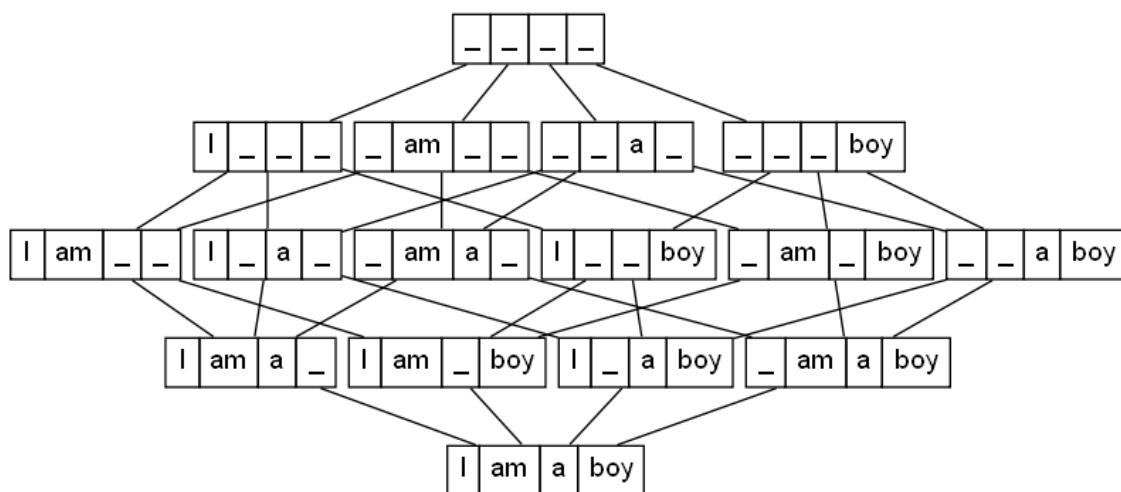 _ _ _ _
I _ _ _ _ am _ _ _ _ a _ _ _ _ boy
I am _ _ I _ a _ _ am a _ I _ _ boy _ am _ boy _ _ a boy
I am a _ I am _ boy I _ a boy _ am a boy
I am a boy